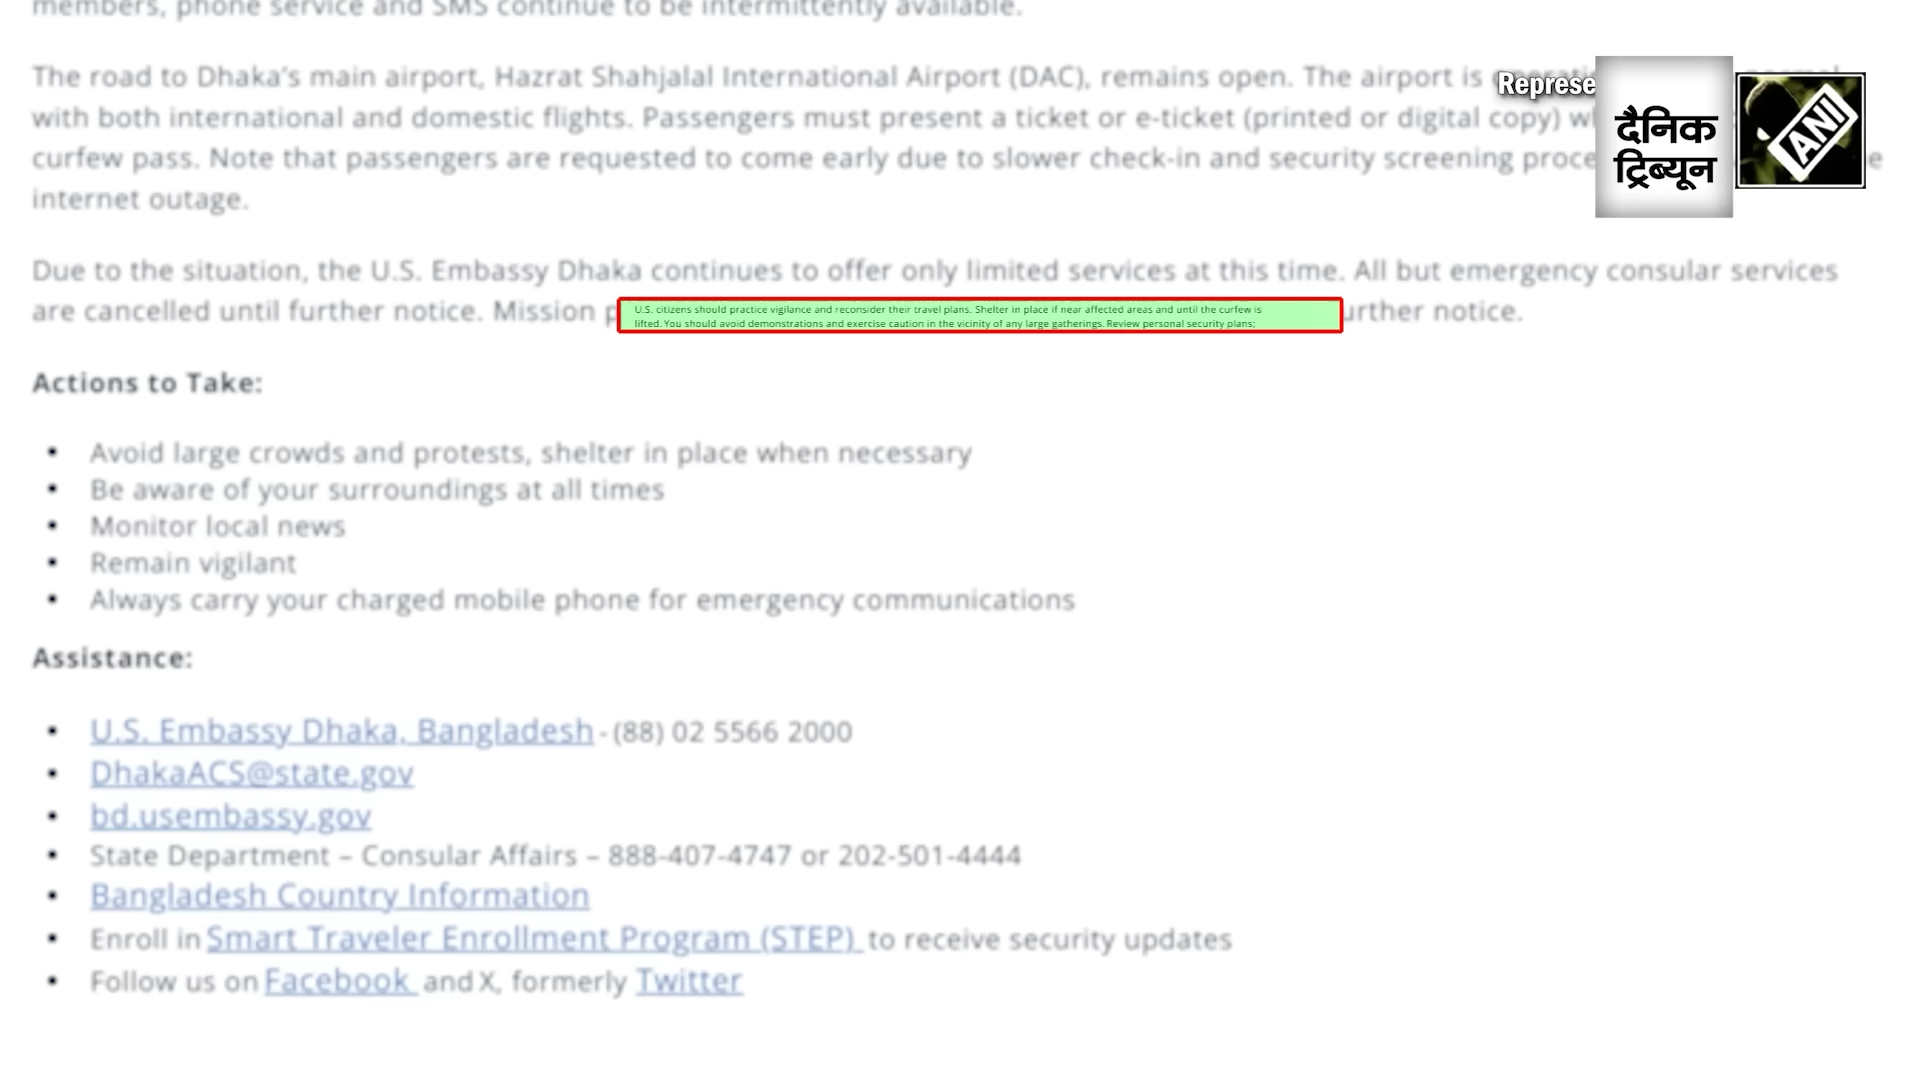 members, phone service and SMS continue to be intermittently available.
The road to Dhaka's main airport, Hazrat Shahjalal International Airport (DAC), remains open. The airport is
with both international and domestic flights. Passengers must present a ticket or e-ticket (printed or digital copy)
curfew pass. Note that passengers are requested to come early due to slower check-in and security screening
internet outage.
Represe
दैनिक
ट्रिब्यून
ANI
Due to the situation, the U.S. Embassy Dhaka continues to offer only limited services at this time. All but emergency consular services
are cancelled until further notice. Mission urther notice.
U.S. citizens should practice vigilance and reconsider their travel plans. Shelter in place if near affected areas and until the curfew is
lifted. You should avoid demonstrations and exercise caution in the vicinity of any large gatherings. Review personal security plans;
Actions to Take:
• Avoid large crowds and protests, shelter in place when necessary
• Be aware of your surroundings at all times
• Monitor local news
• Remain vigilant
• Always carry your charged mobile phone for emergency communications
Assistance:
• U.S. Embassy Dhaka, Bangladesh - (88) 02 5566 2000
• DhakaACS@state.gov
• bd.usembassy.gov
• State Department – Consular Affairs – 888-407-4747 or 202-501-4444
• Bangladesh Country Information
• Enroll in Smart Traveler Enrollment Program (STEP) to receive security updates
• Follow us on Facebook and X, formerly Twitter